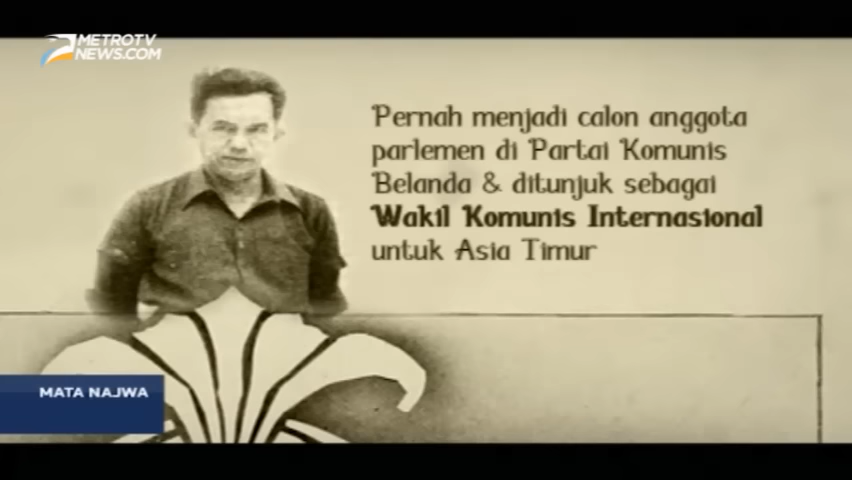 METROTV
NEWS.COM
Pernah menjadi calon anggota
parlemen di Partai Komunis
Belanda & ditunjuk sebagai
Wakil Komunis Internasional
untuk Asia Timur
MATA NAJWA